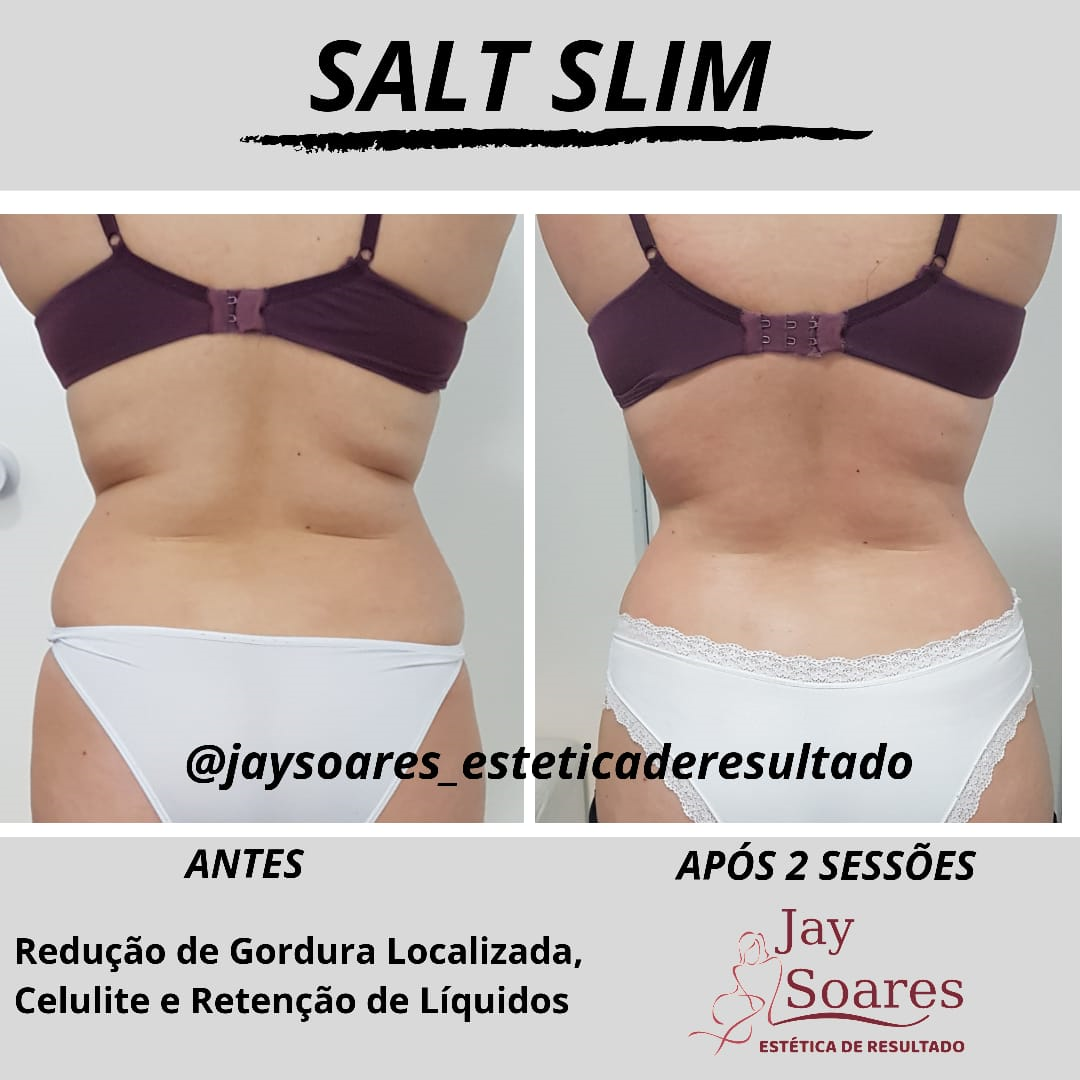 SALT SLIM
@jaysoares_esteticaderesultado
ANTES
APÓS 2 SESSÕES
Redução de Gordura Localizada,
Celulite e Retenção de Líquidos
Jay
Soares
ESTÉTICA DE RESULTADO